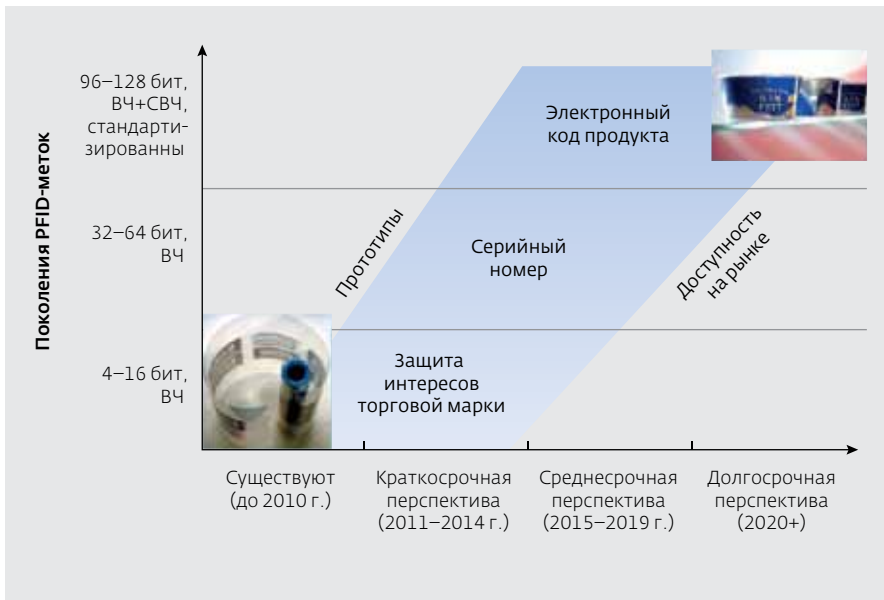 Поколения PFID-меток
96–128 бит,
ВЧ+СВЧ,
стандарти-
зированны
32–64 бит,
ВЧ
4–16 бит,
ВЧ
Электронный
код продукта
Прототипы
Серийный
номер
Доступность
на рынке
Защита
интересов
торговой марки
Существуют
(до 2010 г.)
Краткосрочная
перспектива
(2011–2014 г.)
Среднесрочная
перспектива
(2015–2019 г.)
Долгосрочная
перспектива
(2020+)